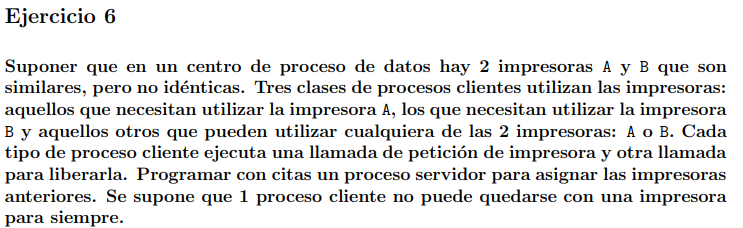 Ejercicio 6
Suponer que en un centro de proceso de datos hay 2 impresoras A y B que son
similares, pero no idénticas. Tres clases de procesos clientes utilizan las impresoras:
aquellos que necesitan utilizar la impresora A, los que necesitan utilizar la impresora
B y aquellos otros que pueden utilizar cualquiera de las 2 impresoras: A o B. Cada
tipo de proceso cliente ejecuta una llamada de petición de impresora y otra llamada
para liberarla. Programar con citas un proceso servidor para asignar las impresoras
anteriores. Se supone que 1 proceso cliente no puede quedarse con una impresora
para siempre.